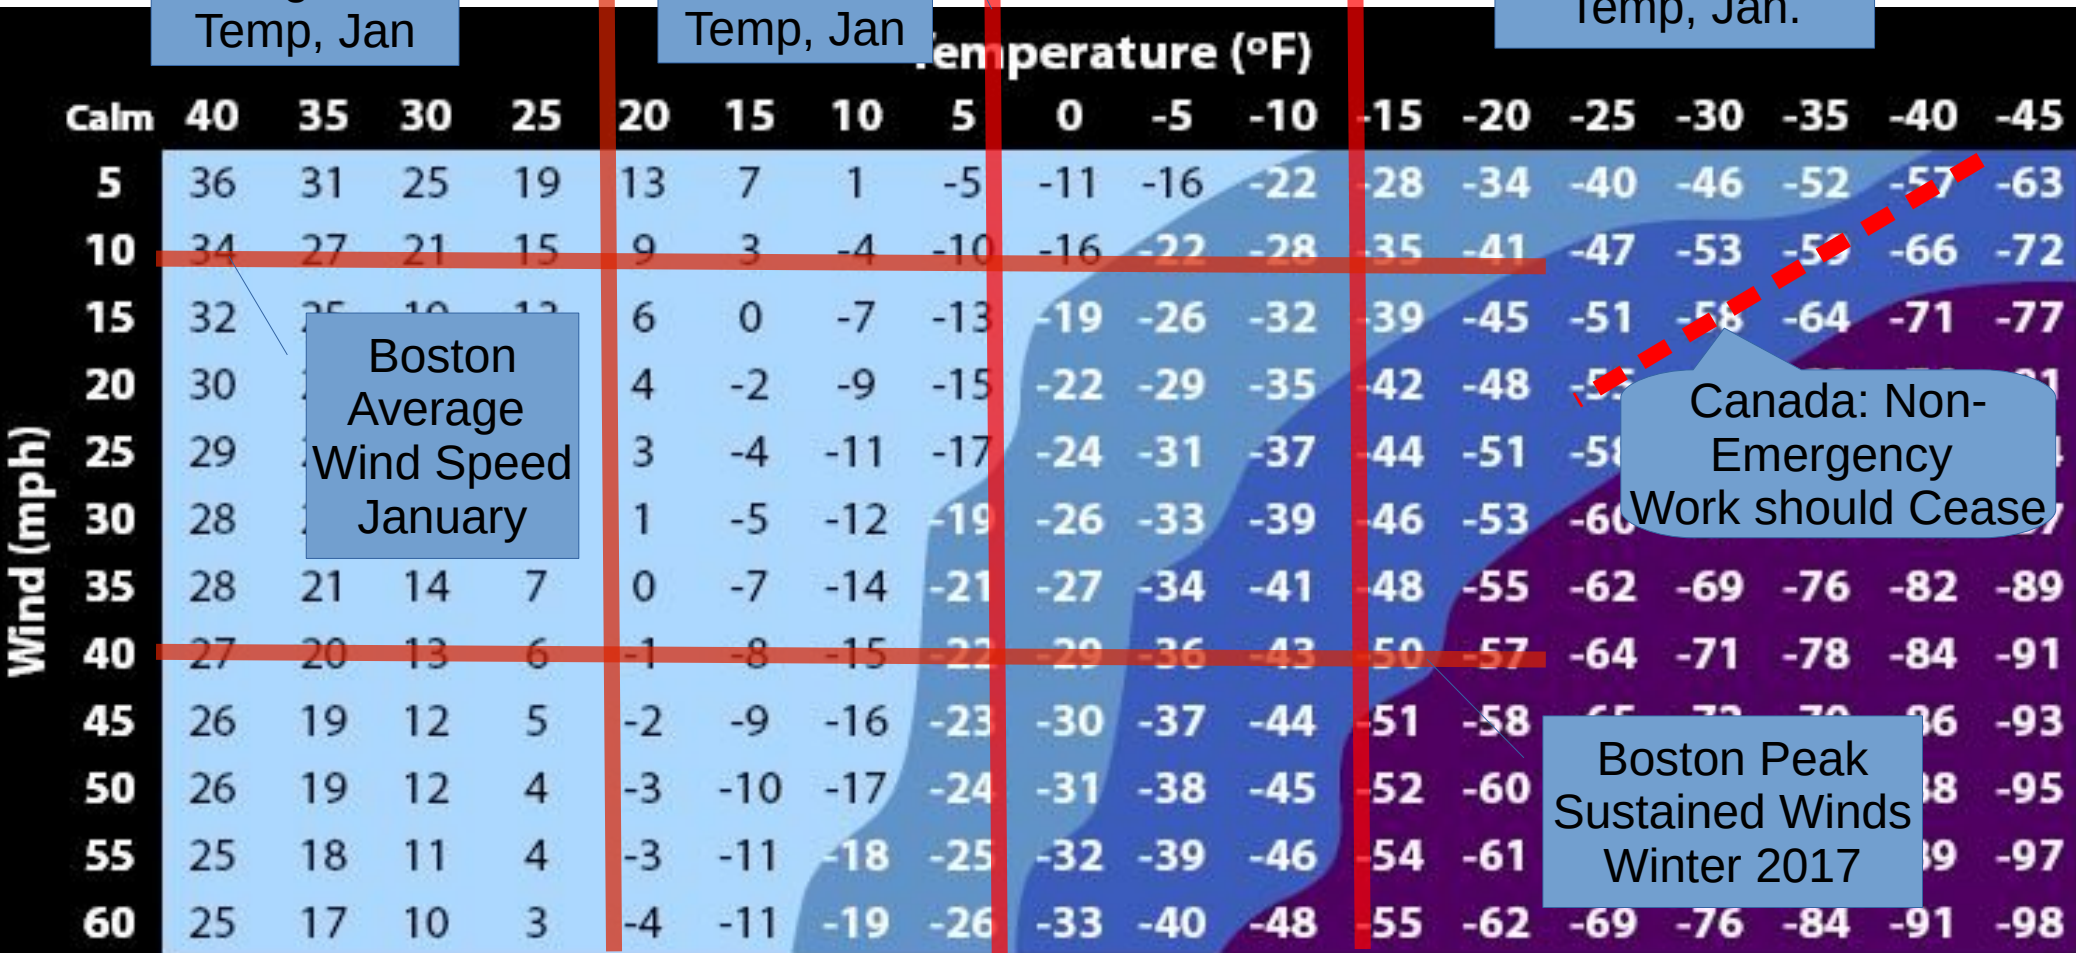 Temp, Jan
Temp, Jan
Temp, Jan.
Temperature (°F)
Calm 40 35 30 25 20 15 10 5 0 -5 -10 -15 -20 -25 -30 -35 -40 -45
Wind (mph)
5 36 31 25 19 13 7 1 -5 -11 -16 -22 -28 -34 -40 -46 -52 -57 -63
10 34 27 21 15 9 3 -4 -10 -16 -22 -28 -35 -41 -47 -53 -59 -66 -72
15 32 6 0 -7 -13 -19 -26 -32 -39 -45 -51 -58 -64 -71 -77
20 30 4 -2 -9 -15 -22 -29 -35 -42 -48
25 29 3 -4 -11 -17 -24 -31 -37 -44 -51 -58
30 28 1 -5 -12 -19 -26 -33 -39 -46 -53 -60
35 28 21 14 7 0 -7 -14 -21 -27 -34 -41 -48 -55 -62 -69 -76 -82 -89
40 27 20 13 6 -1 -8 -15 -22 -29 -36 -43 -50 -57 -64 -71 -78 -84 -91
45 26 19 12 5 -2 -9 -16 -23 -30 -37 -44 -51 -58 -93
50 26 19 12 4 -3 -10 -17 -24 -31 -38 -45 -52 -60 -95
55 25 18 11 4 -3 -11 -18 -25 -32 -39 -46 -54 -61 -97
60 25 17 10 3 -4 -11 -19 -26 -33 -40 -48 -55 -62 -69 -76 -84 -91 -98
Boston
Average
Wind Speed
January
Canada: Non-
Emergency
Work should Cease
Boston Peak
Sustained Winds
Winter 2017